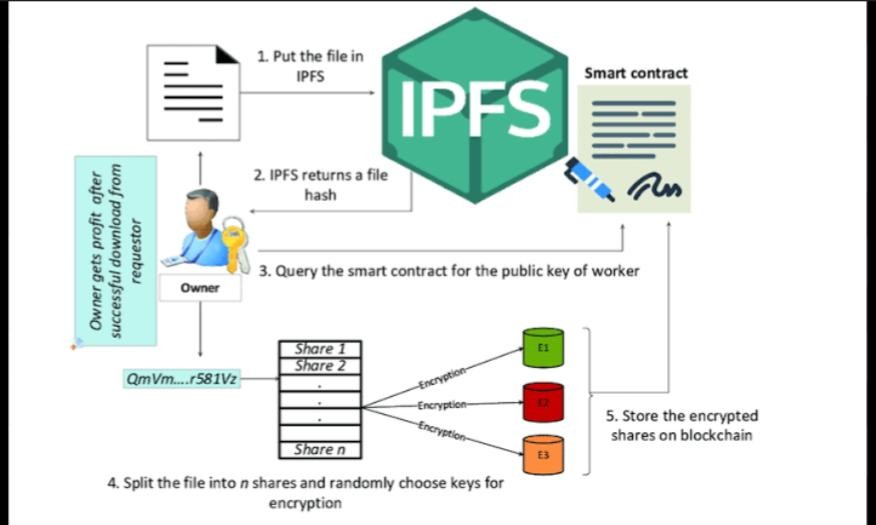 1. Put the file in
IPFS
IPFS
Smart contract
2. IPFS returns a file
hash
Owner gets profit after
successful download from
requestor
3. Query the smart contract for the public key of worker
Owner
QmVm....r581Vz
Share 1
Share 2
.
.
.
Share n
Encryption
Encryption
Encryption
E1
E2
E3
5. Store the encrypted
shares on blockchain
4. Split the file into n shares and randomly choose keys for
encryption